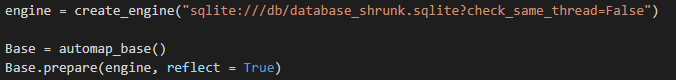 engine = create_engine("sqlite:///db/database_shrunk.sqlite?check_same_thread=False")
Base = automap_base()
Base.prepare(engine, reflect = True)